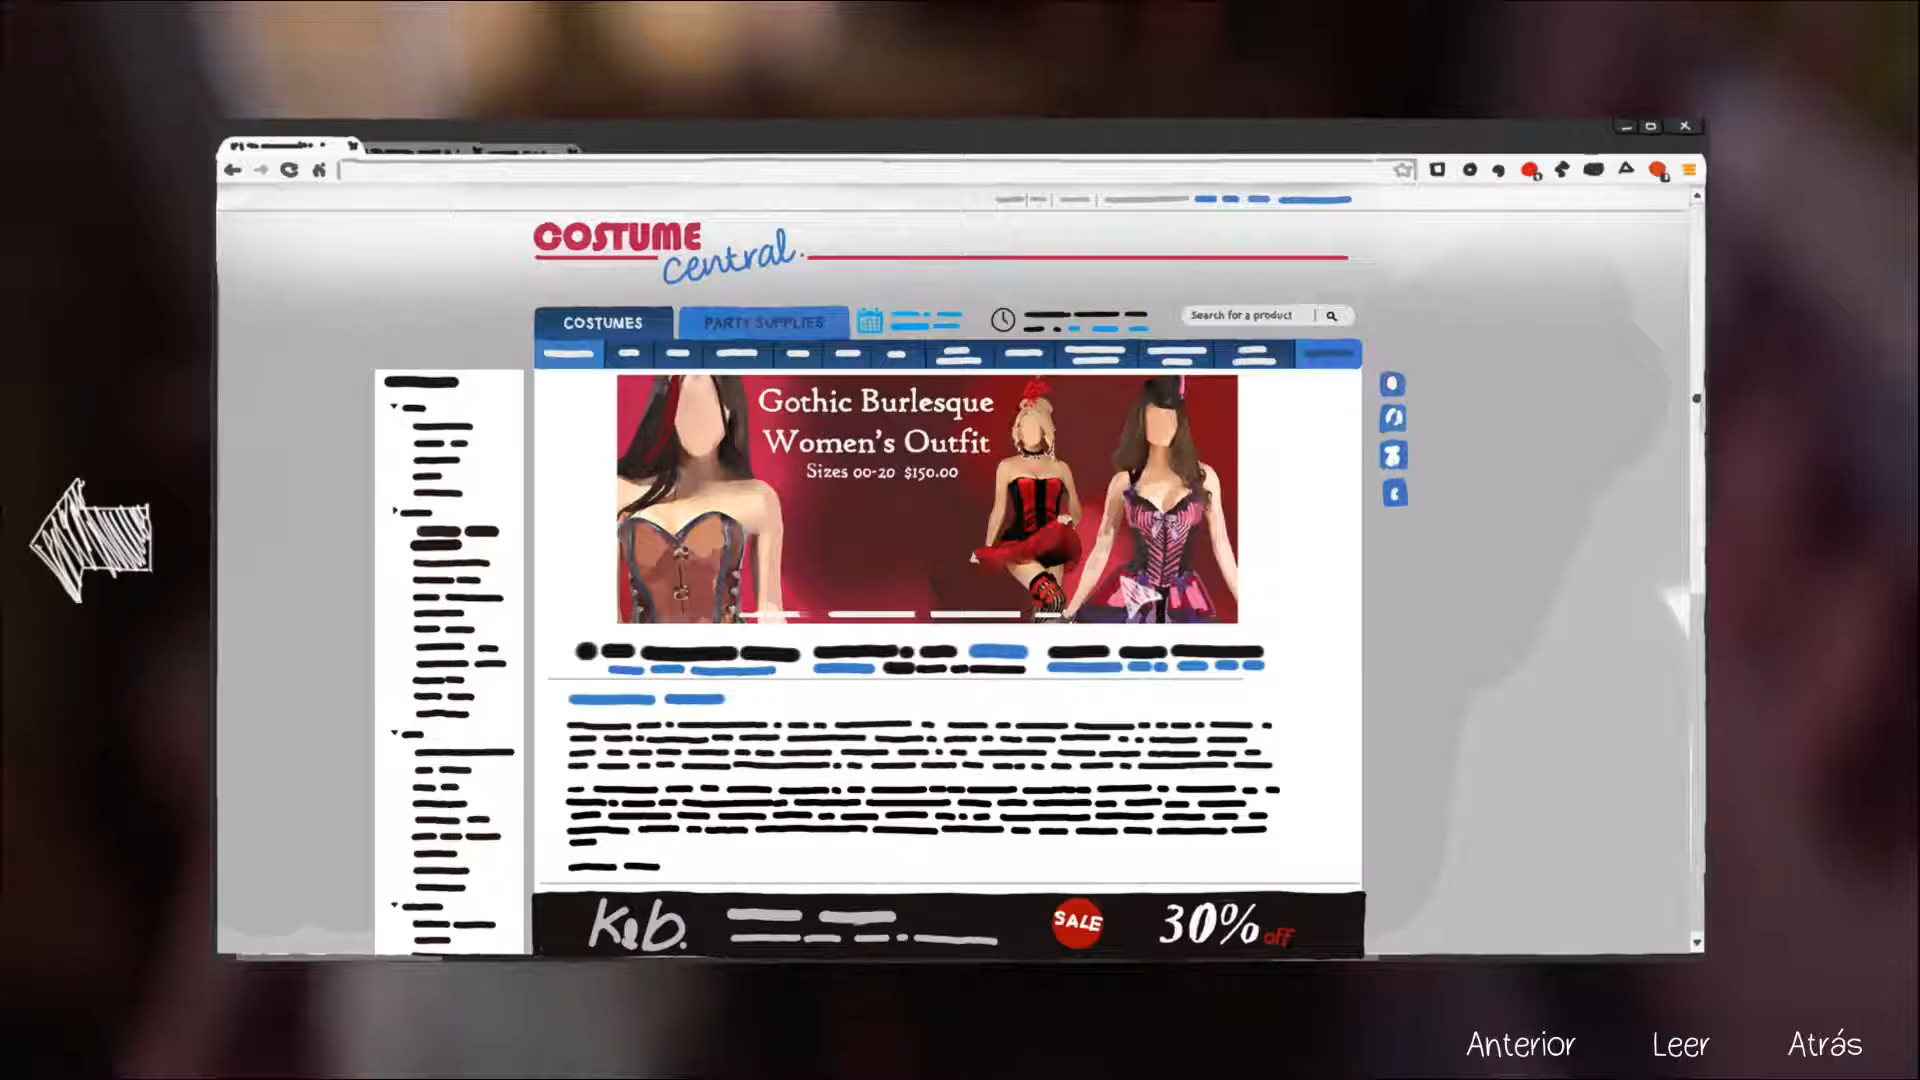 COSTUME
central.
COSTUMES
PARTY SUPPLIES
Search for a product
Gothic Burlesque
Women's Outfit
Sizes 00-20 $150.00
K&b.
SALE
30% off
Anterior
Leer
Atrás